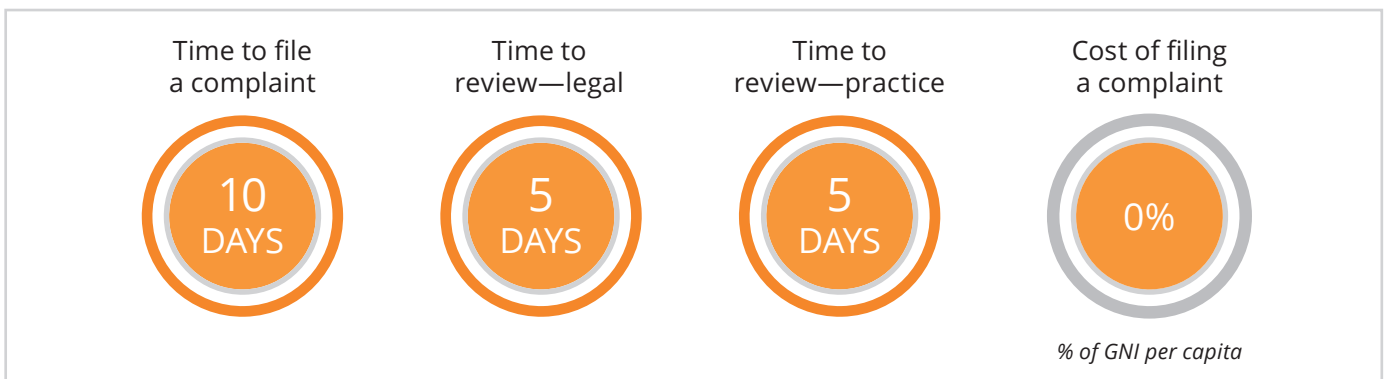 Time to file
a complaint
10
DAYS
Time to
review—legal
5
DAYS
Time to
review—practice
5
DAYS
Cost of filing
a complaint
0%
% of GNI per capita